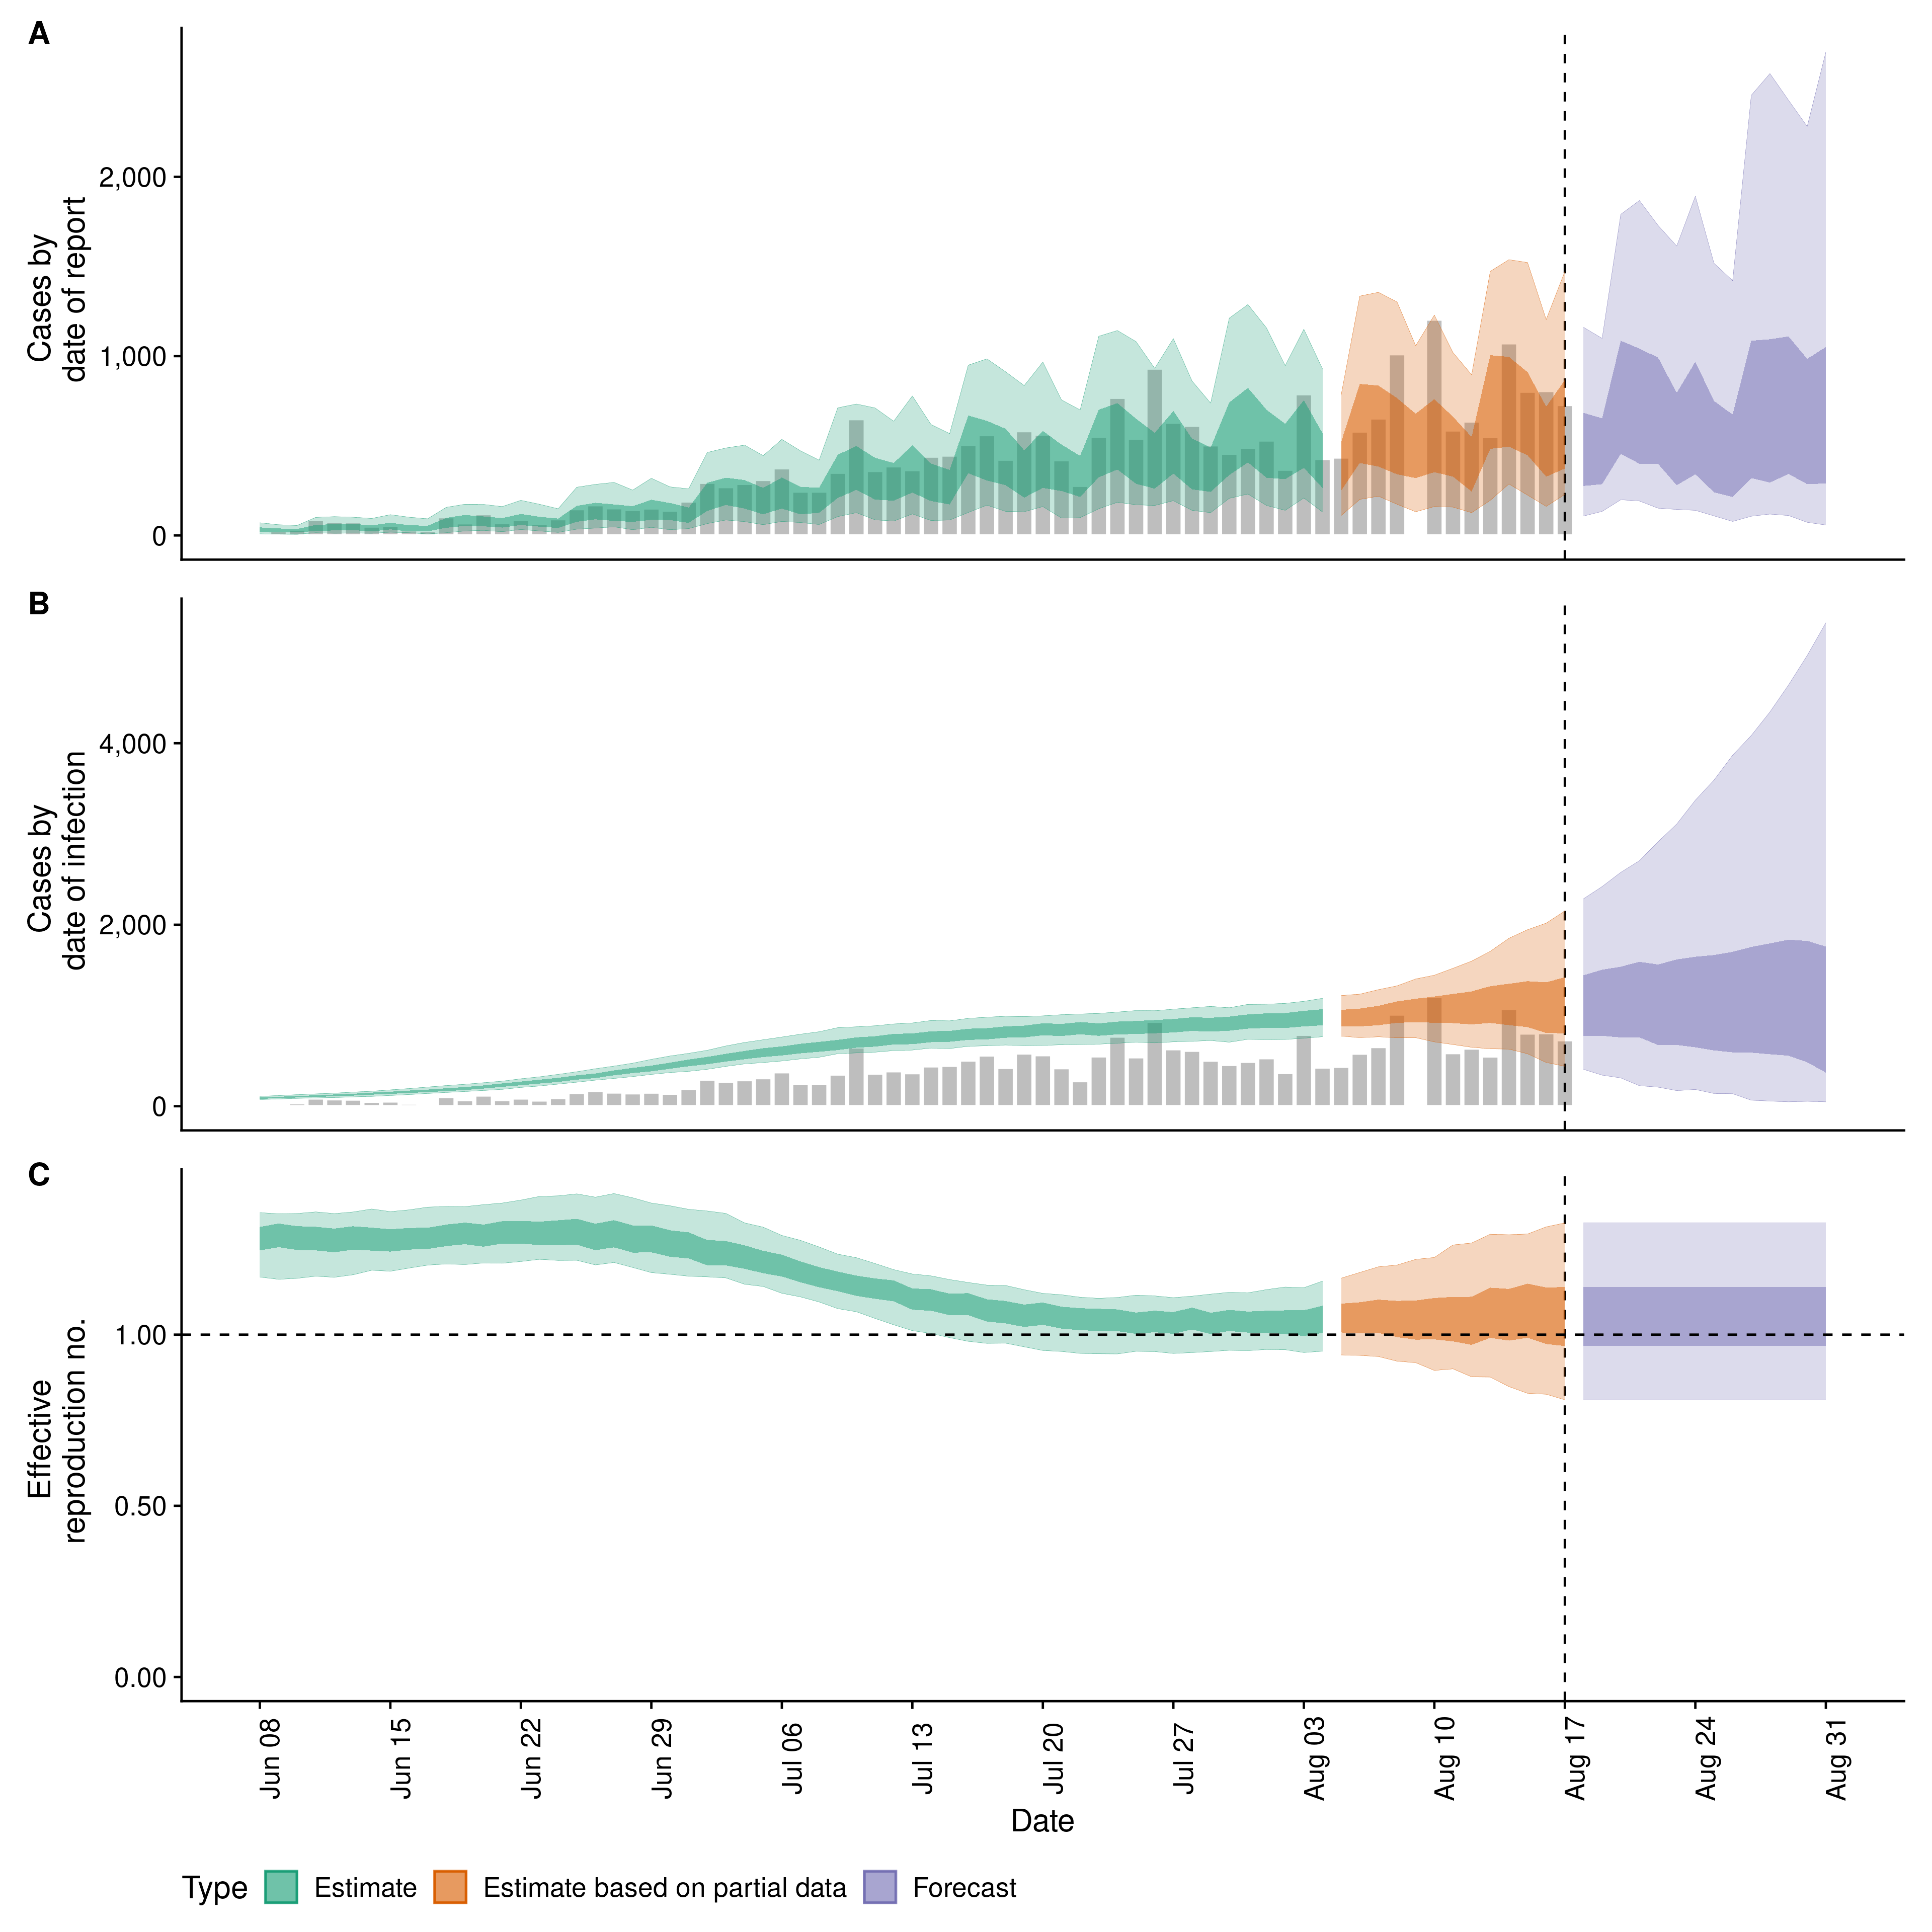 A
Cases by
date of report
2,000
1,000
0
B
Cases by
date of infection
4,000
2,000
0
C
Effective
reproduction no.
1.00
0.50
0.00
Jun 08
Jun 15
Jun 22
Jun 29
Jul 06
Jul 13
Jul 20
Jul 27
Aug 03
Aug 10
Aug 17
Aug 24
Aug 31
Date
Type Estimate Estimate based on partial data Forecast